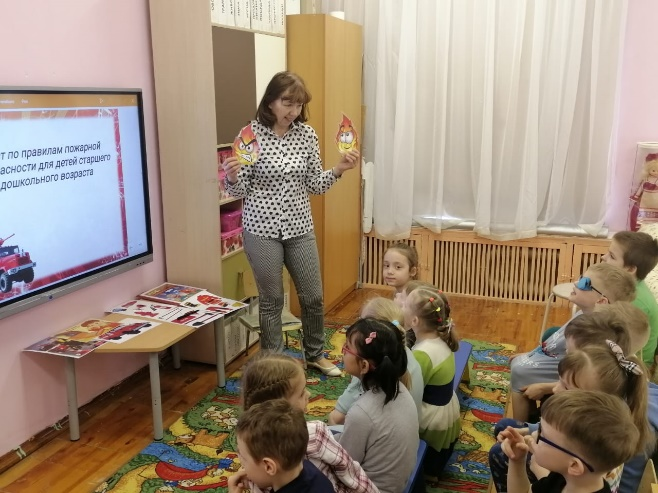 т по правилам пожарной
асности для детей старшего
дошкольного возраста